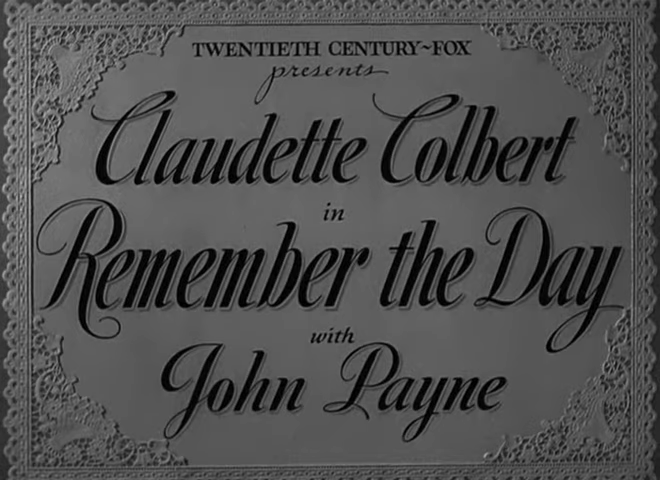 TWENTIETH CENTURY~FOX
presents
Claudette Colbert
in
Remember the Day
with
John Payne